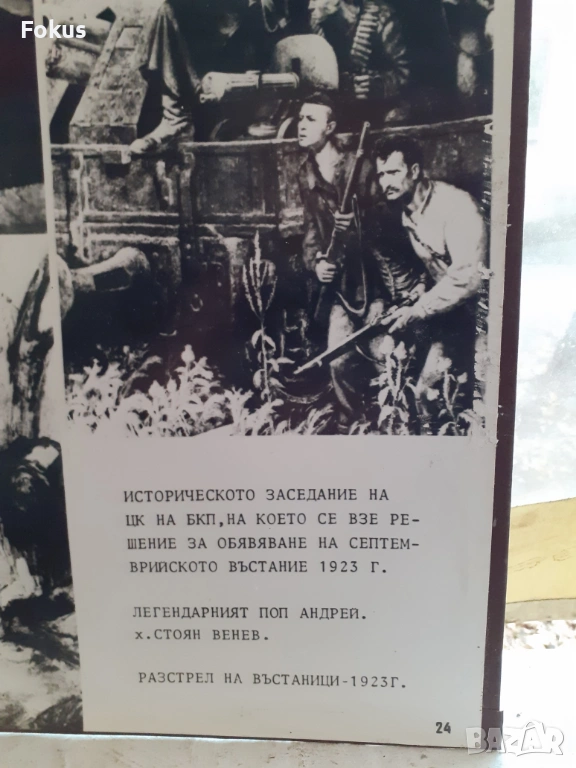 Fokus
ИСТОРИЧЕСКОТО ЗАСЕДАНИЕ НА
ЦК НА БКП,НА КОЕТО СЕ ВЗЕ РЕ-
ШЕНИЕ ЗА ОБЯВЯВАНЕ НА СЕПТЕМ-
ВРИЙСКОТО ВЪСТАНИЕ 1923 Г.
ЛЕГЕНДАРНИЯТ ПОП АНДРЕЙ.
х.СТОЯН ВЕНЕВ.
РАЗСТРЕЛ НА ВЪСТАНИЦИ-1923Г.
24
BAZAR